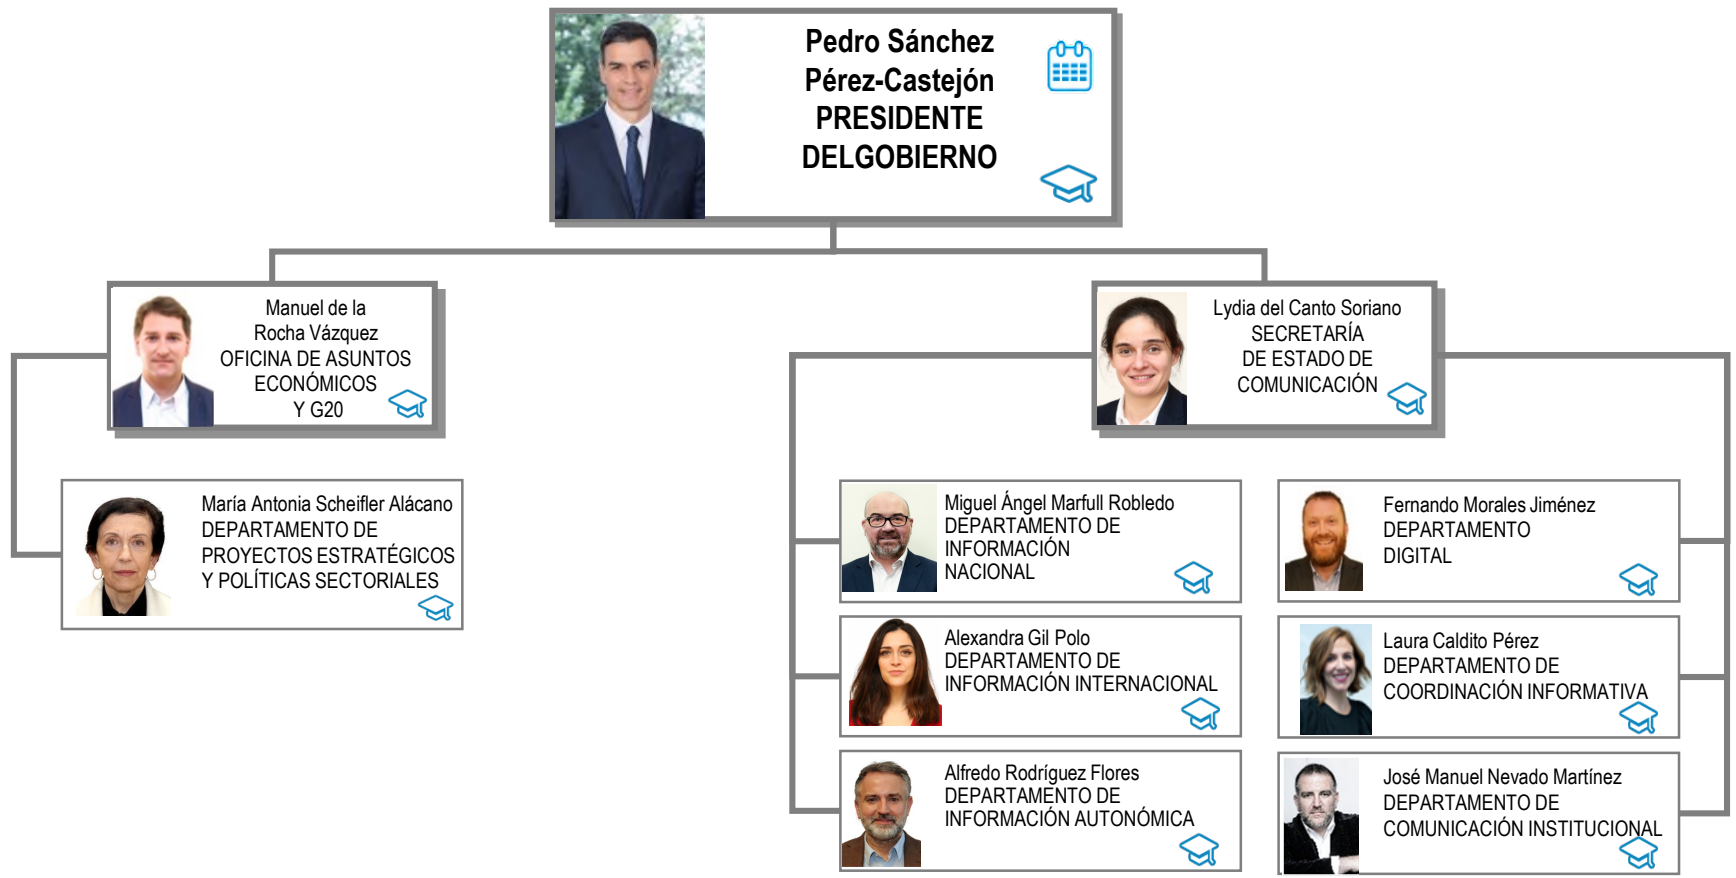 Pedro Sánchez
Pérez-Castejón
PRESIDENTE
DELGOBIERNO
Manuel de la
Rocha Vázquez
OFICINA DE ASUNTOS
ECONÓMICOS
Y G20
Lydia del Canto Soriano
SECRETARÍA
DE ESTADO DE
COMUNICACIÓN
María Antonia Scheifler Alácano
DEPARTAMENTO DE
PROYECTOS ESTRATÉGICOS
Y POLÍTICAS SECTORIALES
Miguel Ángel Marfull Robledo
DEPARTAMENTO DE
INFORMACIÓN
NACIONAL
Fernando Morales Jiménez
DEPARTAMENTO
DIGITAL
Alexandra Gil Polo
DEPARTAMENTO DE
INFORMACIÓN INTERNACIONAL
Laura Caldito Pérez
DEPARTAMENTO DE
COORDINACIÓN INFORMATIVA
Alfredo Rodríguez Flores
DEPARTAMENTO DE
INFORMACIÓN AUTONÓMICA
José Manuel Nevado Martínez
DEPARTAMENTO DE
COMUNICACIÓN INSTITUCIONAL